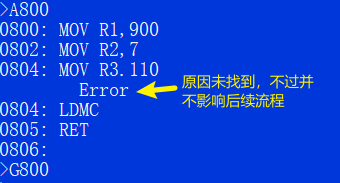 >A800
0800: MOV R1,900
0802: MOV R2,7
0804: MOV R3.110
Error
原因未找到，不过并
不影响后续流程
0804: LDMC
0805: RET
0806:
>G800